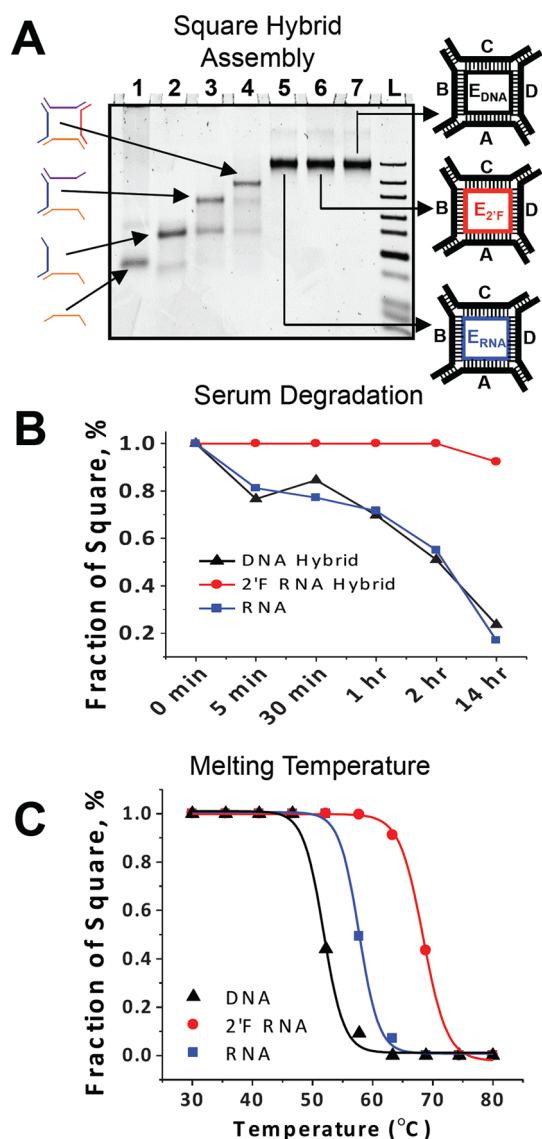 A
Square Hybrid
Assembly
1 2 3 4 5 6 7 L
C
B E DNA D
A
C
B E 2'F D
A
C
B E RNA D
A
B
Serum Degradation
Fraction of Square, %
1.0
0.8
0.6
0.4
0.2
DNA Hybrid
2'F RNA Hybrid
RNA
0 min
5 min
30 min
1 hr
2 hr
14 hr
C
Melting Temperature
Fraction of Square, %
1.0
0.8
0.6
0.4
0.2
0.0
DNA
2'F RNA
RNA
30 40 50 60 70 80
Temperature (°C)